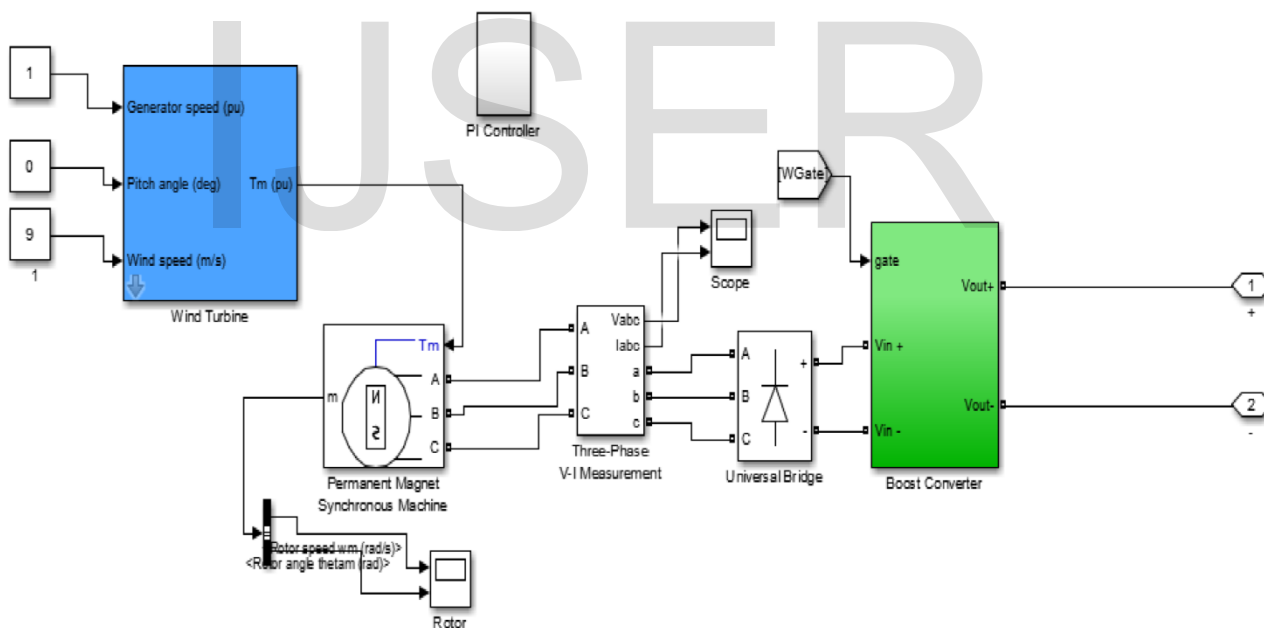 IJSER
1
Generator speed (pu)
PI Controller
0
Pitch angle (deg)
Tm (pu)
[WGate]
9
Wind speed (m/s)
1
Wind Turbine
Scope
gate
Vout+
1
+
Vin +
Vout-
2
-
Vin -
Boost Converter
Tm
m
A
B
C
N
S
Permanent Magnet
Synchronous Machine
A
B
C
Vabc
Iabc
a
b
c
Three-Phase
V-I Measurement
A
B
C
+
-
Universal Bridge
<Rotor speed wm (rad/s)>
<Rotor angle thetam (rad)>
Rotor